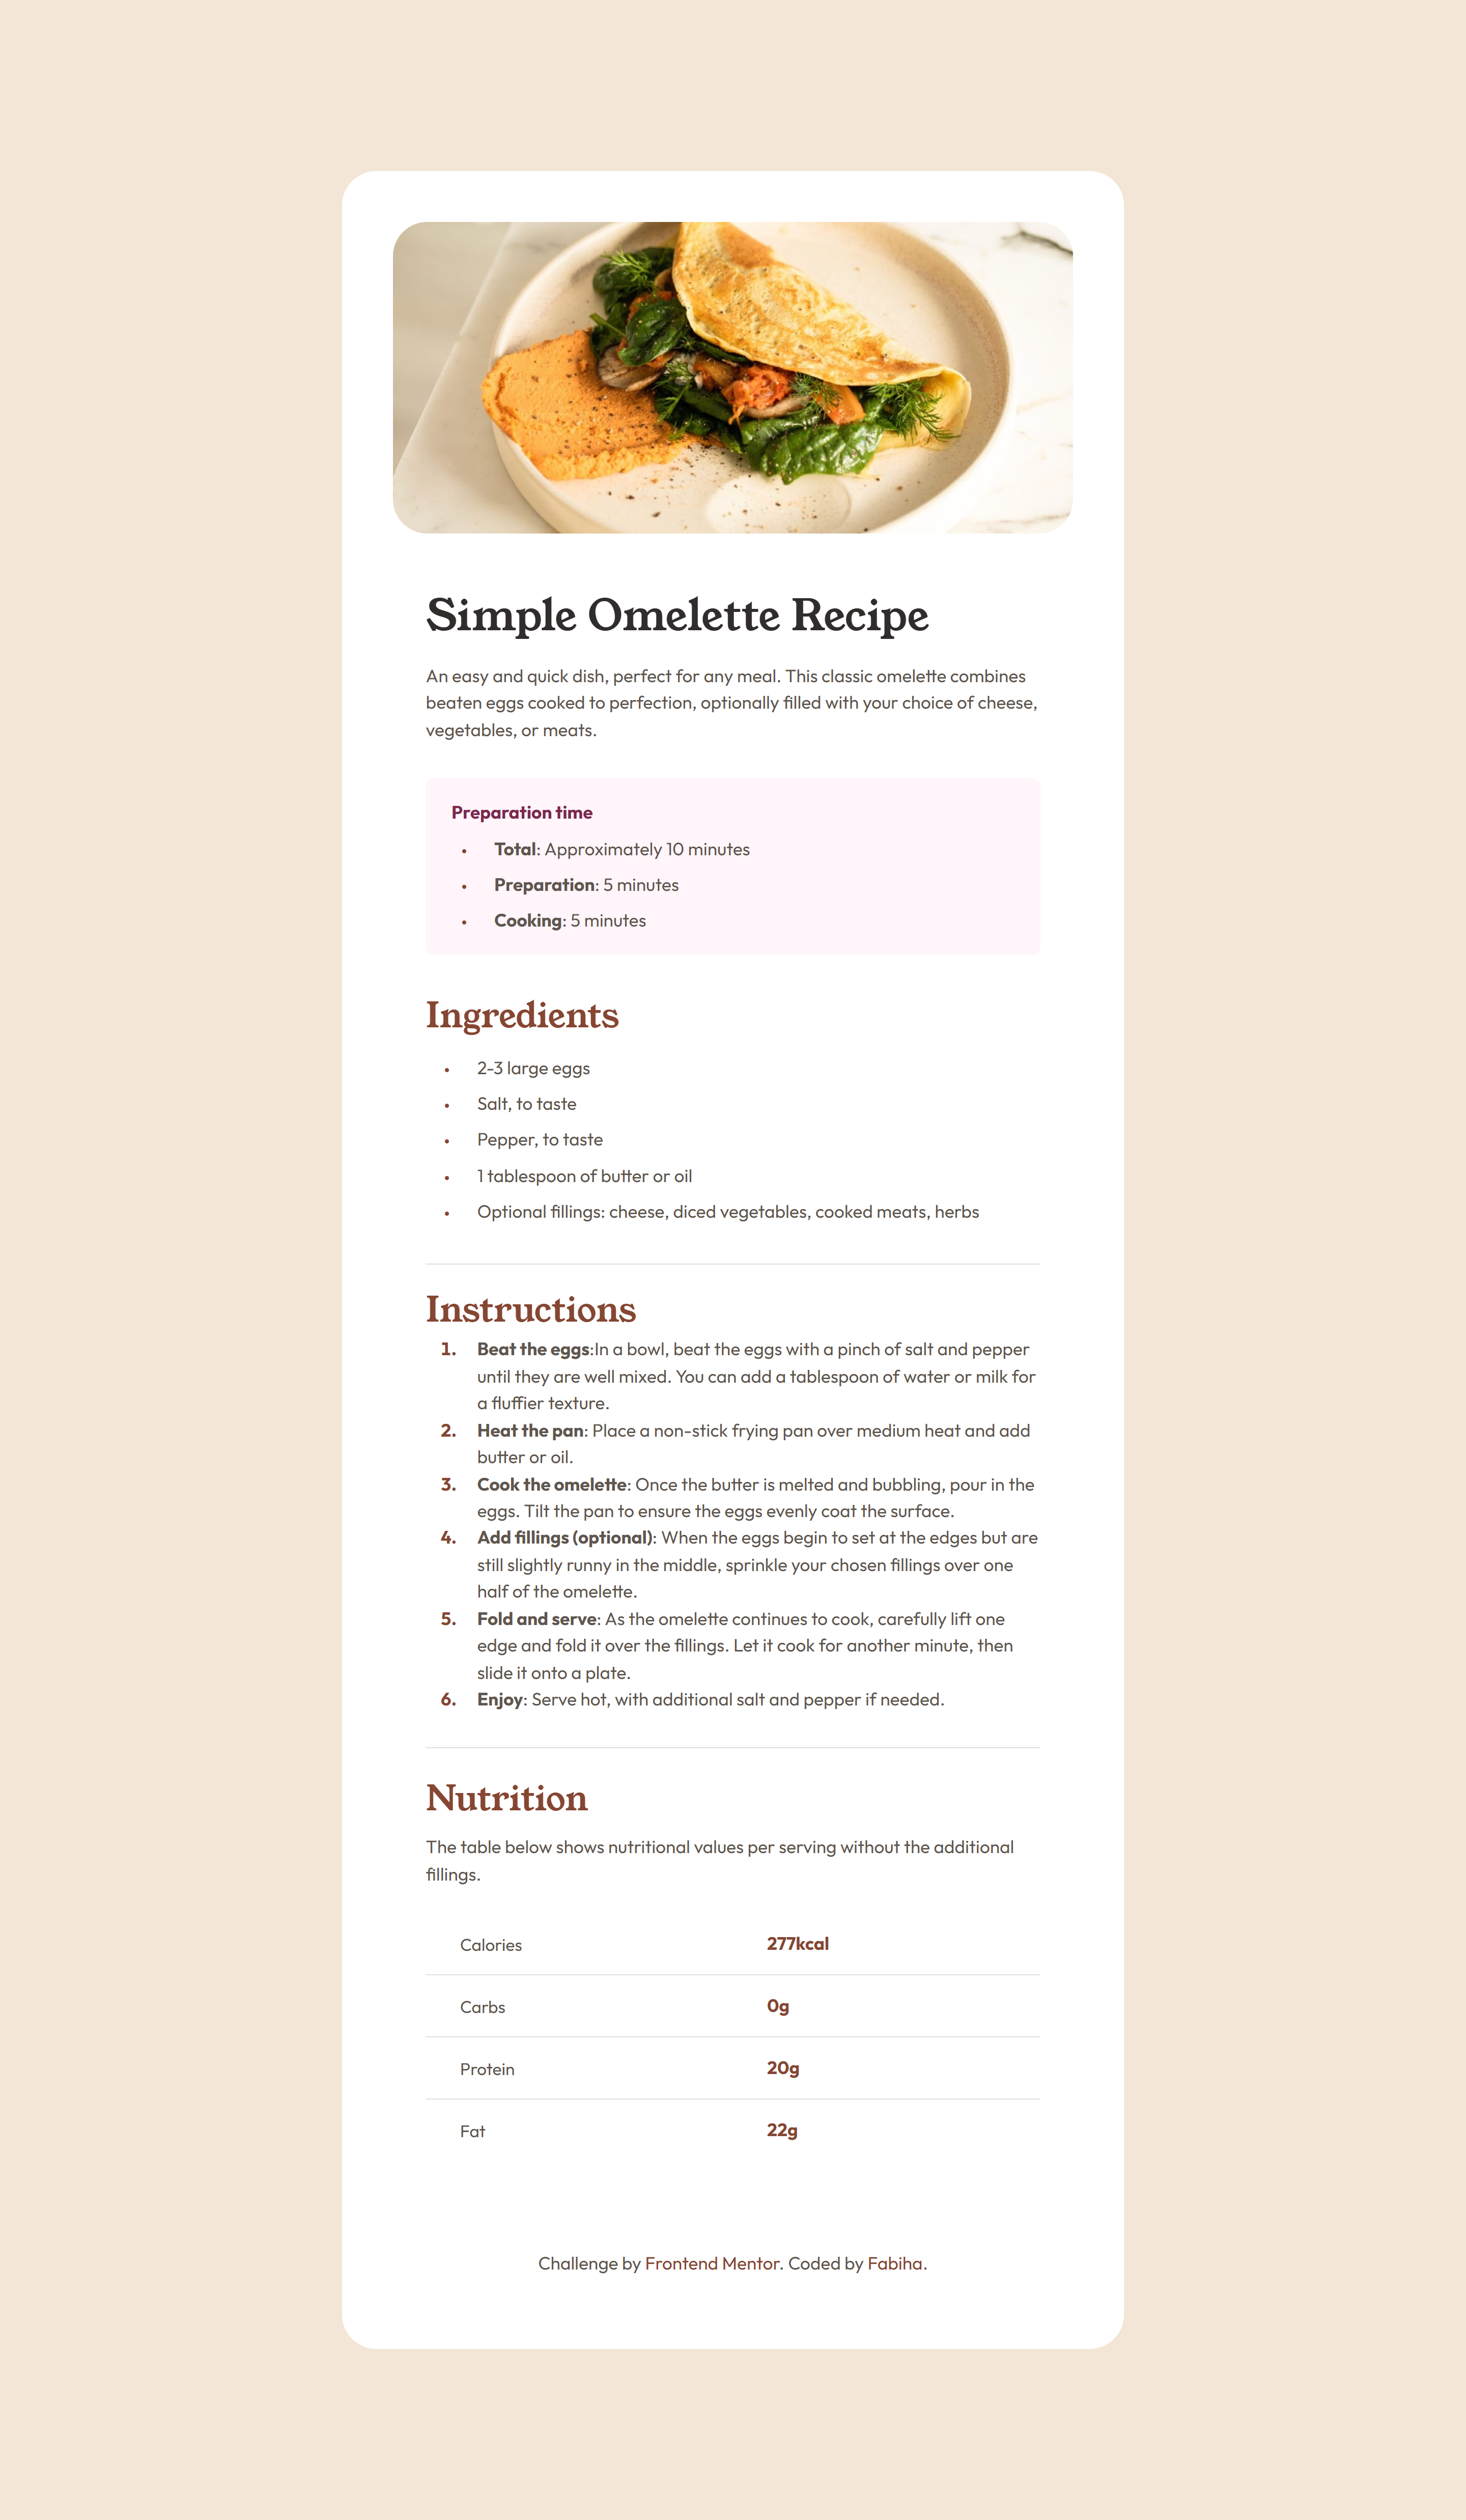 Simple Omelette Recipe
An easy and quick dish, perfect for any meal. This classic omelette combines
beaten eggs cooked to perfection, optionally filled with your choice of cheese,
vegetables, or meats.
Preparation time
• Total: Approximately 10 minutes
• Preparation: 5 minutes
• Cooking: 5 minutes
Ingredients
• 2-3 large eggs
• Salt, to taste
• Pepper, to taste
• 1 tablespoon of butter or oil
• Optional fillings: cheese, diced vegetables, cooked meats, herbs
Instructions
1. Beat the eggs:In a bowl, beat the eggs with a pinch of salt and pepper
until they are well mixed. You can add a tablespoon of water or milk for
a fluffier texture.
2. Heat the pan: Place a non-stick frying pan over medium heat and add
butter or oil.
3. Cook the omelette: Once the butter is melted and bubbling, pour in the
eggs. Tilt the pan to ensure the eggs evenly coat the surface.
4. Add fillings (optional): When the eggs begin to set at the edges but are
still slightly runny in the middle, sprinkle your chosen fillings over one
half of the omelette.
5. Fold and serve: As the omelette continues to cook, carefully lift one
edge and fold it over the fillings. Let it cook for another minute, then
slide it onto a plate.
6. Enjoy: Serve hot, with additional salt and pepper if needed.
Nutrition
The table below shows nutritional values per serving without the additional
fillings.
Calories 277kcal
Carbs 0g
Protein 20g
Fat 22g
Challenge by Frontend Mentor. Coded by Fabiha.